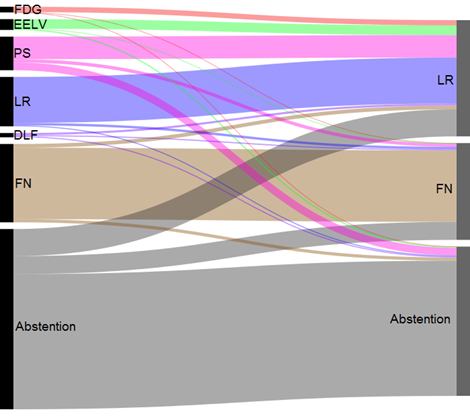 FDG
EELV
PS
LR
DLF
FN
Abstention
LR
FN
Abstention